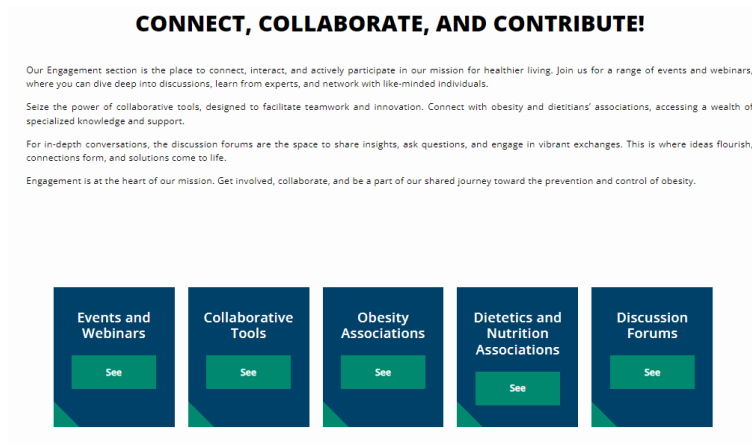 CONNECT, COLLABORATE, AND CONTRIBUTE!
Our Engagement section is the place to connect, interact, and actively participate in our mission for healthier living. Join us for a range of events and webinars,
where you can dive deep into discussions, learn from experts, and network with like-minded individuals.
Seize the power of collaborative tools, designed to facilitate teamwork and innovation. Connect with obesity and dietitians’ associations, accessing a wealth of
specialized knowledge and support.
For in-depth conversations, the discussion forums are the space to share insights, ask questions, and engage in vibrant exchanges. This is where ideas flourish,
connections form, and solutions come to life.
Engagement is at the heart of our mission. Get involved, collaborate, and be a part of our shared journey toward the prevention and control of obesity.
Events and
Webinars
See
Collaborative
Tools
See
Obesity
Associations
See
Dietetics and
Nutrition
Associations
See
Discussion
Forums
See